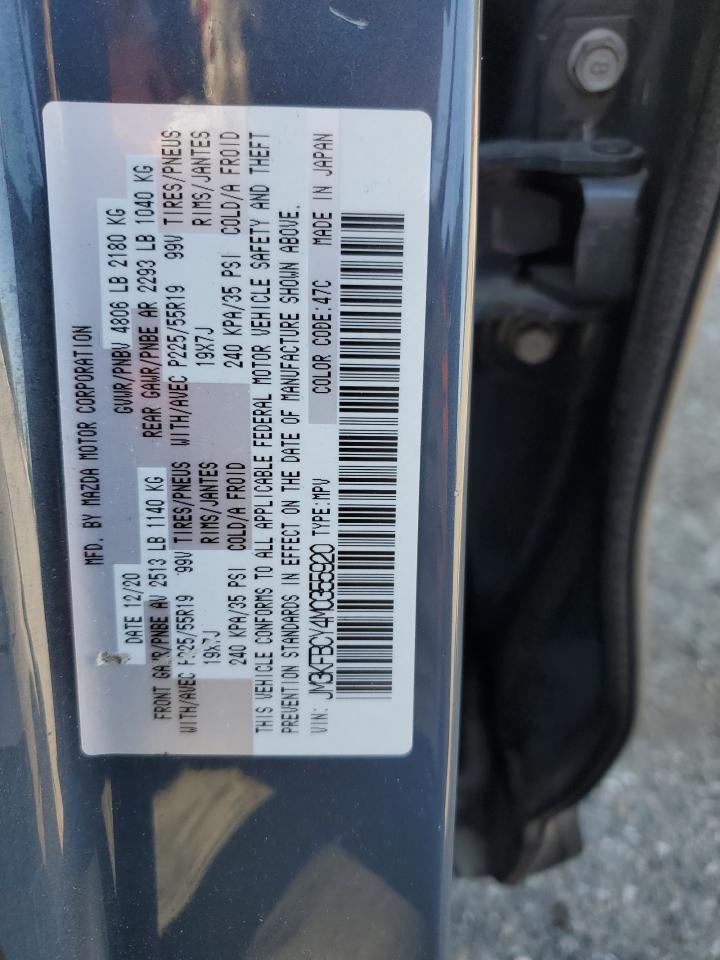 MFD. BY MAZDA MOTOR CORPORATION
DATE 12/20 GVWR/PNBV 4806 LB 2180 KG
FRONT GAWR/PNBE AV 2513 LB 1140 KG REAR GAWR/PNBE AR 2293 LB 1040 KG
WITH/AVEC P225/55R19 99V TIRES/PNEUS WITH/AVEC P225/55R19 99V TIRES/PNEUS
19X7J RIMS/JANTES 19X7J RIMS/JANTES
240 KPA/35 PSI COLD/A FROID 240 KPA/35 PSI COLD/A FROID
THIS VEHICLE CONFORMS TO ALL APPLICABLE FEDERAL MOTOR VEHICLE SAFETY AND THEFT
PREVENTION STANDARDS IN EFFECT ON THE DATE OF MANUFACTURE SHOWN ABOVE.
VIN: JM3KFBCY4M0355920 TYPE:MPV COLOR CODE:47C MADE IN JAPAN
8